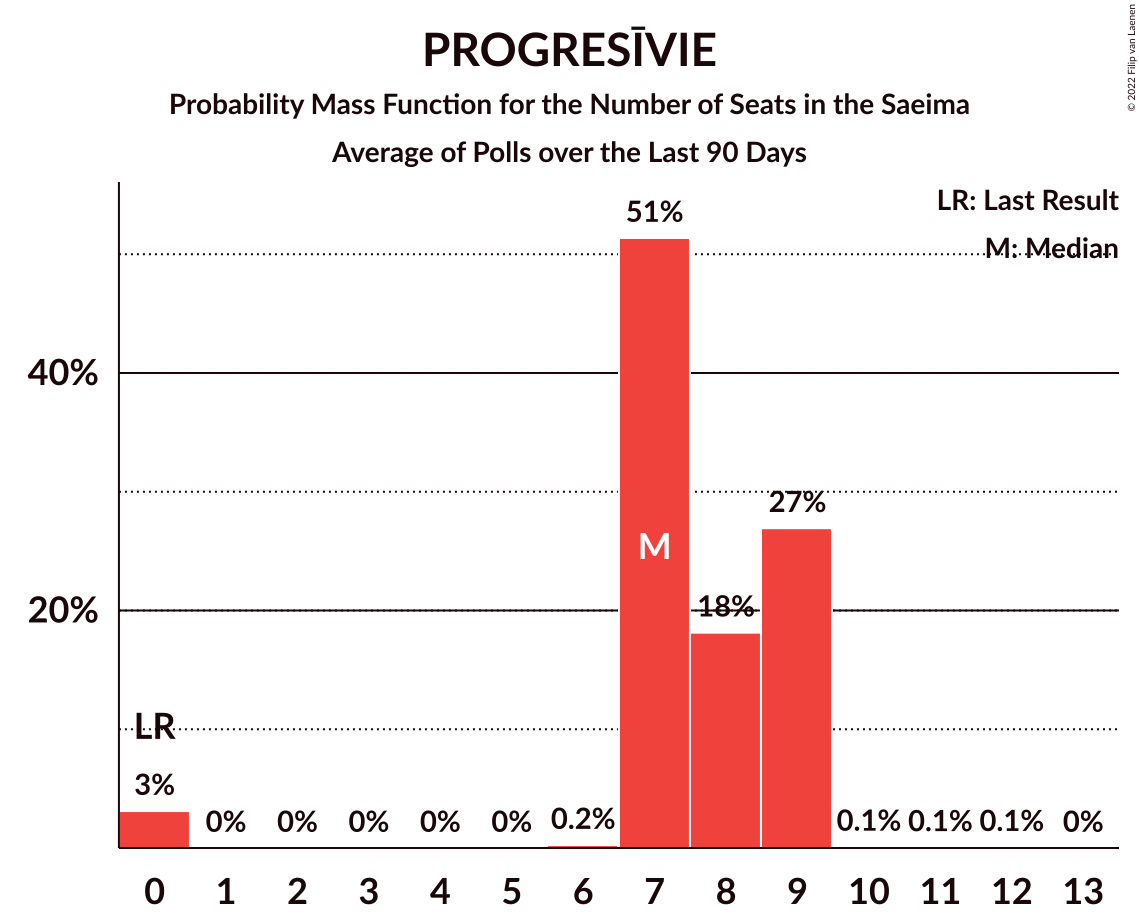 PROGRESĪVIE
Probability Mass Function for the Number of Seats in the Saeima
Average of Polls over the Last 90 Days
© 2022 Filip van Laenen
LR: Last Result
M: Median
51%
40%
27%
M
20%
18%
LR
3%
0% 0% 0% 0% 0% 0.2% 0.1% 0.1% 0.1% 0%
0 1 2 3 4 5 6 7 8 9 10 11 12 13